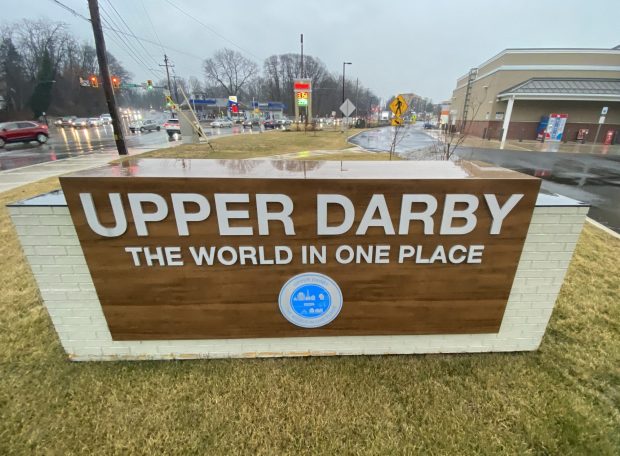 UPPER DARBY
THE WORLD IN ONE PLACE